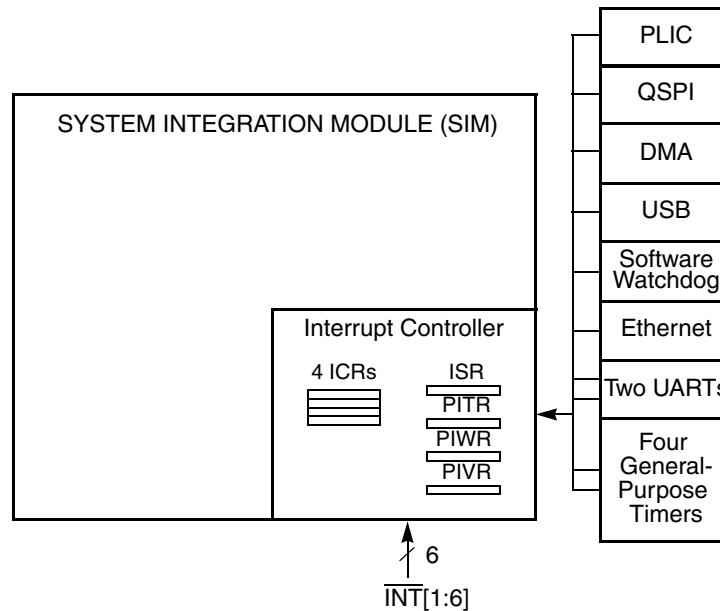 SYSTEM INTEGRATION MODULE (SIM)
Interrupt Controller
4 ICRs
ISR
PITR
PIWR
PIVR
6
INT[1:6]
PLIC
QSPI
DMA
USB
Software
Watchdog
Ethernet
Two UARTs
Four
General-
Purpose
Timers